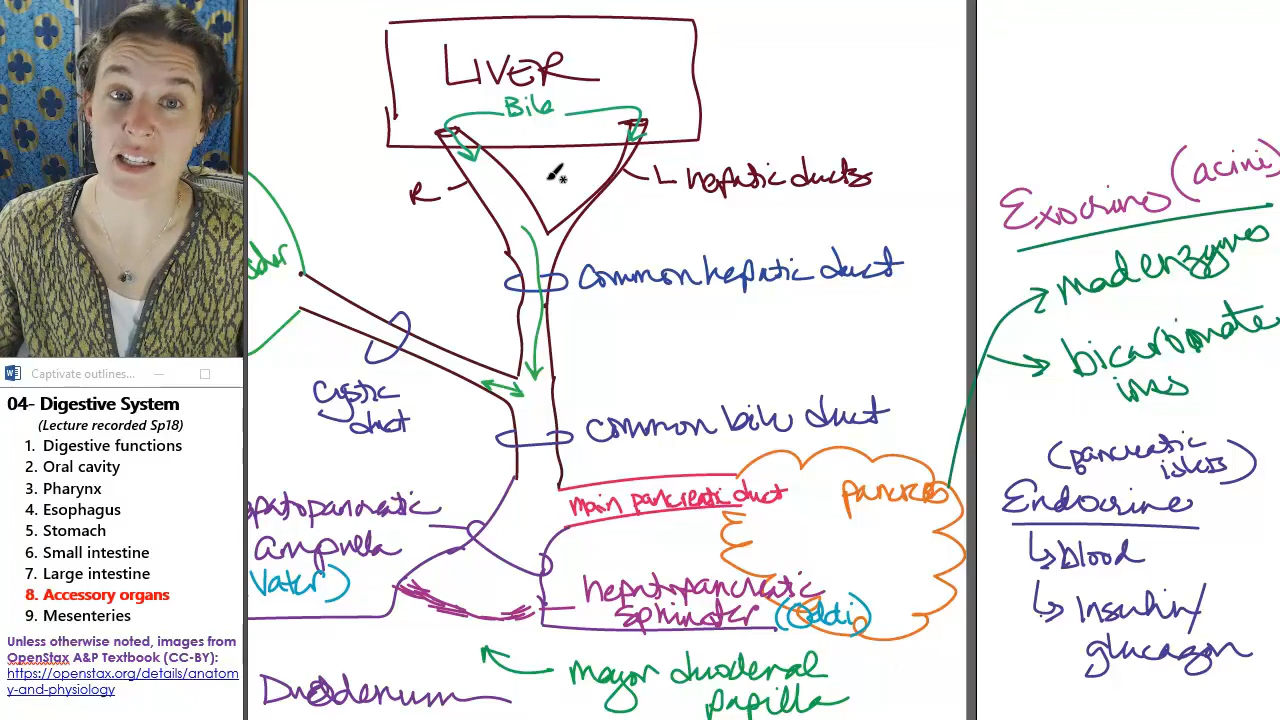 LIVER
Bile
R
L hepatic ducts
common hepatic duct
cystic
duct
common bile duct
main pancreatic duct
pancreas
ampulla
Vater)
hepatopancreatic
sphincter (Oddi)
major duodenal
papilla
Duodenum
Exocrine (acini)
bicarbonate
ions
(pancreatic
islets)
Endocrine
↳ blood
↳ Insulin/
glucagon
Captivate outlines...
04- Digestive System
(Lecture recorded Sp18)
1. Digestive functions
2. Oral cavity
3. Pharynx
4. Esophagus
5. Stomach
6. Small intestine
7. Large intestine
8. Accessory organs
9. Mesenteries
Unless otherwise noted, images from
OpenStax A&P Textbook (CC-BY):
https://openstax.org/details/anatom
y-and-physiology